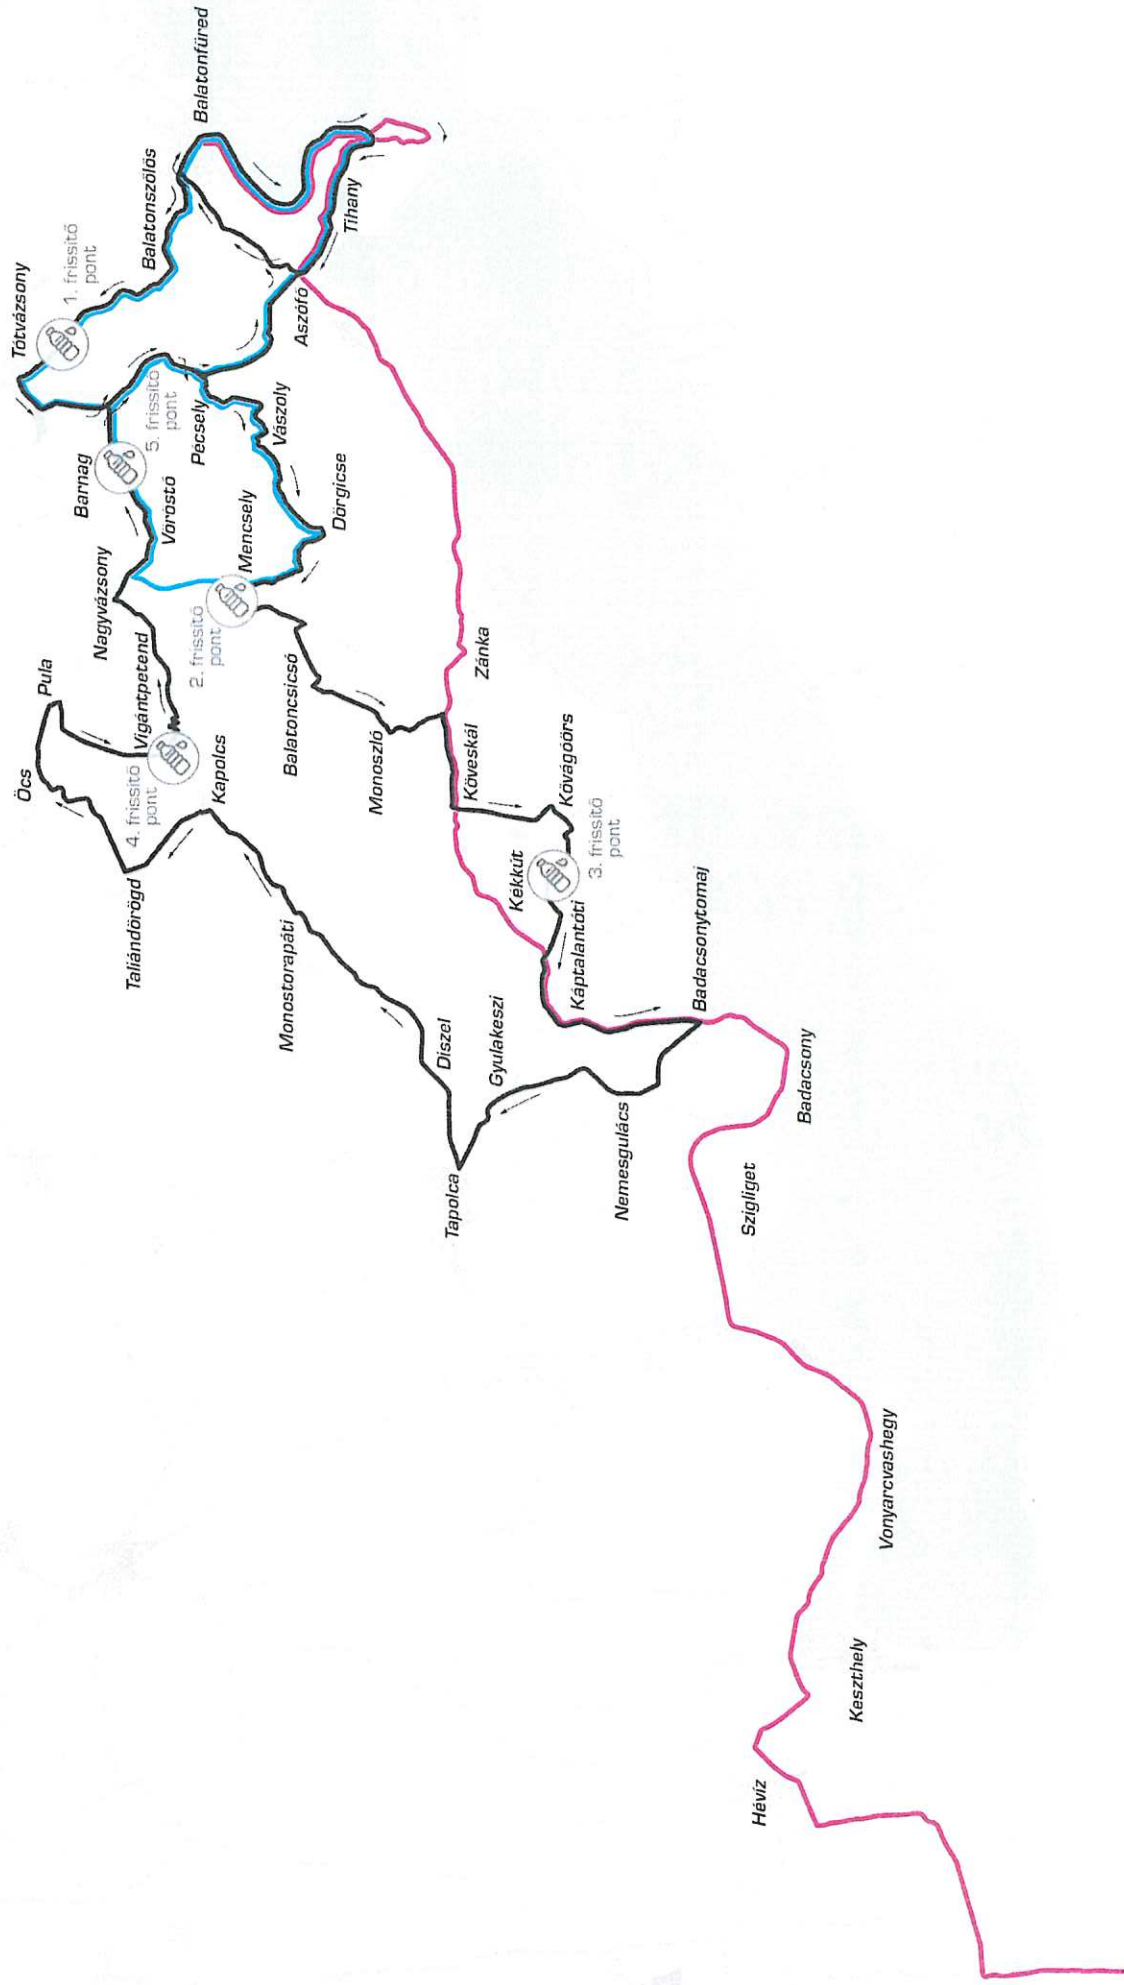 Tótvázsony
1. frissítő
pont
Balatonszőlős
Balatonfüred
Tihany
Aszófő
Barnag
5. frissítő
pont
Pécsely
Vászoly
Vöröstó
Mencsely
Dörgicse
Nagyvázsony
2. frissítő
pont
Pula
Vigántpetend
Öcs
4. frissítő
pont
Kapolcs
Balatoncsicsó
Monoszló
Zánka
Köveskál
Kővágóörs
Taliándörögd
Monostorapáti
Kékkút
3. frissítő
pont
Káptalantóti
Badacsonytomaj
Diszel
Gyulakeszi
Tapolca
Nemesgulács
Badacsony
Szigliget
Vonyarcvashegy
Keszthely
Hévíz